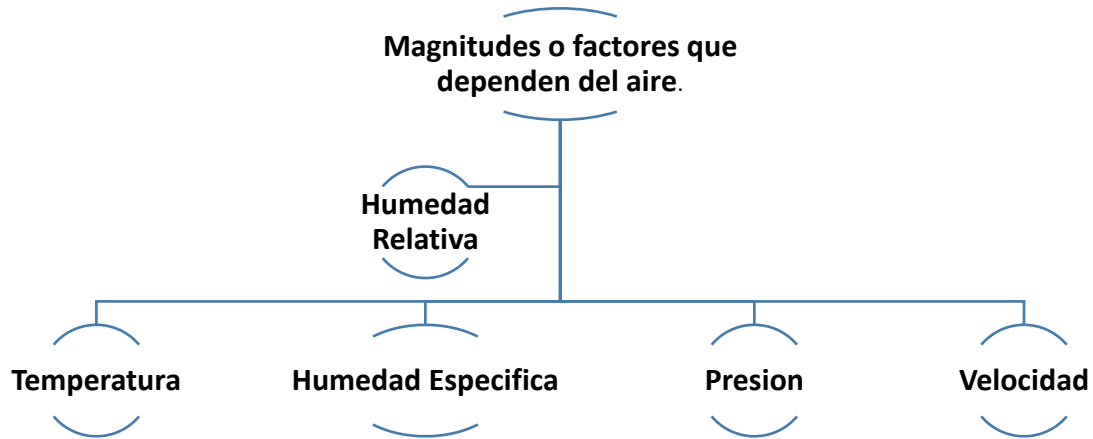 Magnitudes o factores que
dependen del aire.
Humedad
Relativa
Temperatura
Humedad Especifica
Presion
Velocidad